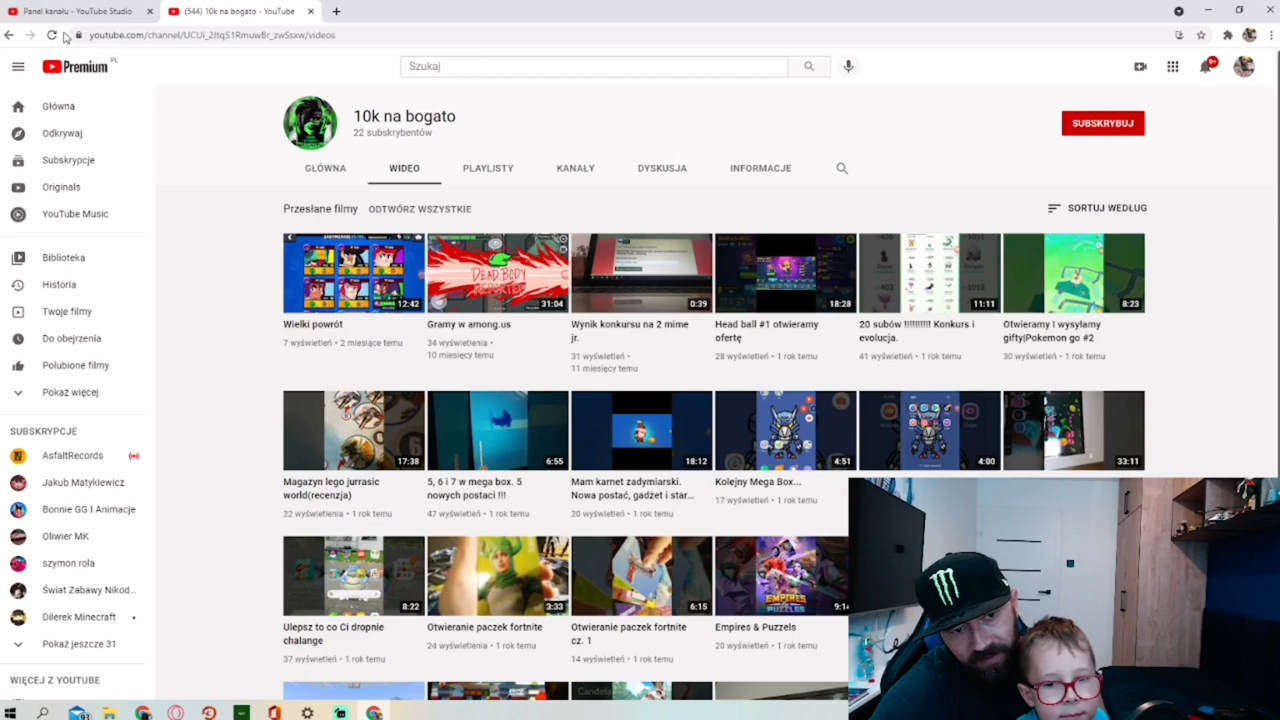 Panel kanału - YouTube Studio
(544) 10k na bogato - YouTube
youtube.com/channel/UCUi_2ItqS1RmuwBr_zwSsxw/videos
Premium PL
Szukaj
9+
Główna
Odkrywaj
Subskrypcje
Originals
YouTube Music
Biblioteka
Historia
Twoje filmy
Do obejrzenia
Polubione filmy
Pokaż więcej
SUBSKRYPCJE
AsfaltRecords
Jakub Matykiewicz
Bonnie GG I Animacje
Oliwier MK
szymon rola
Świat Zabawy Nikod...
Dilerek Minecraft
Pokaż jeszcze 31
WIĘCEJ Z YOUTUBE
10k na bogato
22 subskrybentów
SUBSKRYBUJ
GŁÓWNA
WIDEO
PLAYLISTY
KANAŁY
DYSKUSJA
INFORMACJE
Przesłane filmy
ODTWÓRZ WSZYSTKIE
SORTUJ WEDŁUG
12:42
Wielki powrót
7 wyświetleń • 2 miesiące temu
DEAD BODY
REPORTED
31:04
Gramy w among.us
34 wyświetlenia •
10 miesięcy temu
0:39
Wynik konkursu na 2 mime
jr.
31 wyświetleń •
11 miesięcy temu
18:28
Head ball #1 otwieramy
ofertę
28 wyświetleń • 1 rok temu
11:11
20 subów !!!!!!!!!! Konkurs i
evolucja.
41 wyświetleń • 1 rok temu
8:23
Otwieramy I wysyłamy
gifty|Pokemon go #2
30 wyświetleń • 1 rok temu
17:38
Magazyn lego jurrasic
world(recenzja)
22 wyświetlenia • 1 rok temu
6:55
5, 6 i 7 w mega box. 5
nowych postaci !!!
47 wyświetleń • 1 rok temu
18:12
Mam karnet zadymiarski.
Nowa postać, gadżet i star...
20 wyświetleń • 1 rok temu
4:51
Kolejny Mega Box...
17 wyświetleń • 1 rok temu
4:00
33:11
8:22
Ulepsz to co Ci dropnie
chalange
37 wyświetleń • 1 rok temu
3:33
Otwieranie paczek fortnite
24 wyświetlenia • 1 rok temu
6:15
Otwieranie paczek fortnite
cz. 1
14 wyświetleń • 1 rok temu
EMPIRES
& PUZZLES
9:14
Empires & Puzzels
20 wyświetleń • 1 rok temu
Candela